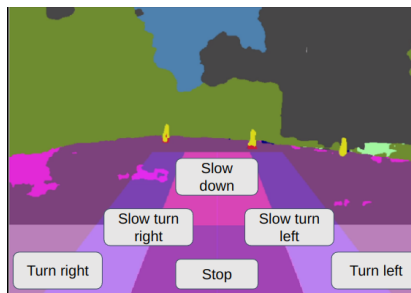 Slow
down
Slow turn
right
Slow turn
left
Turn right
Stop
Turn left